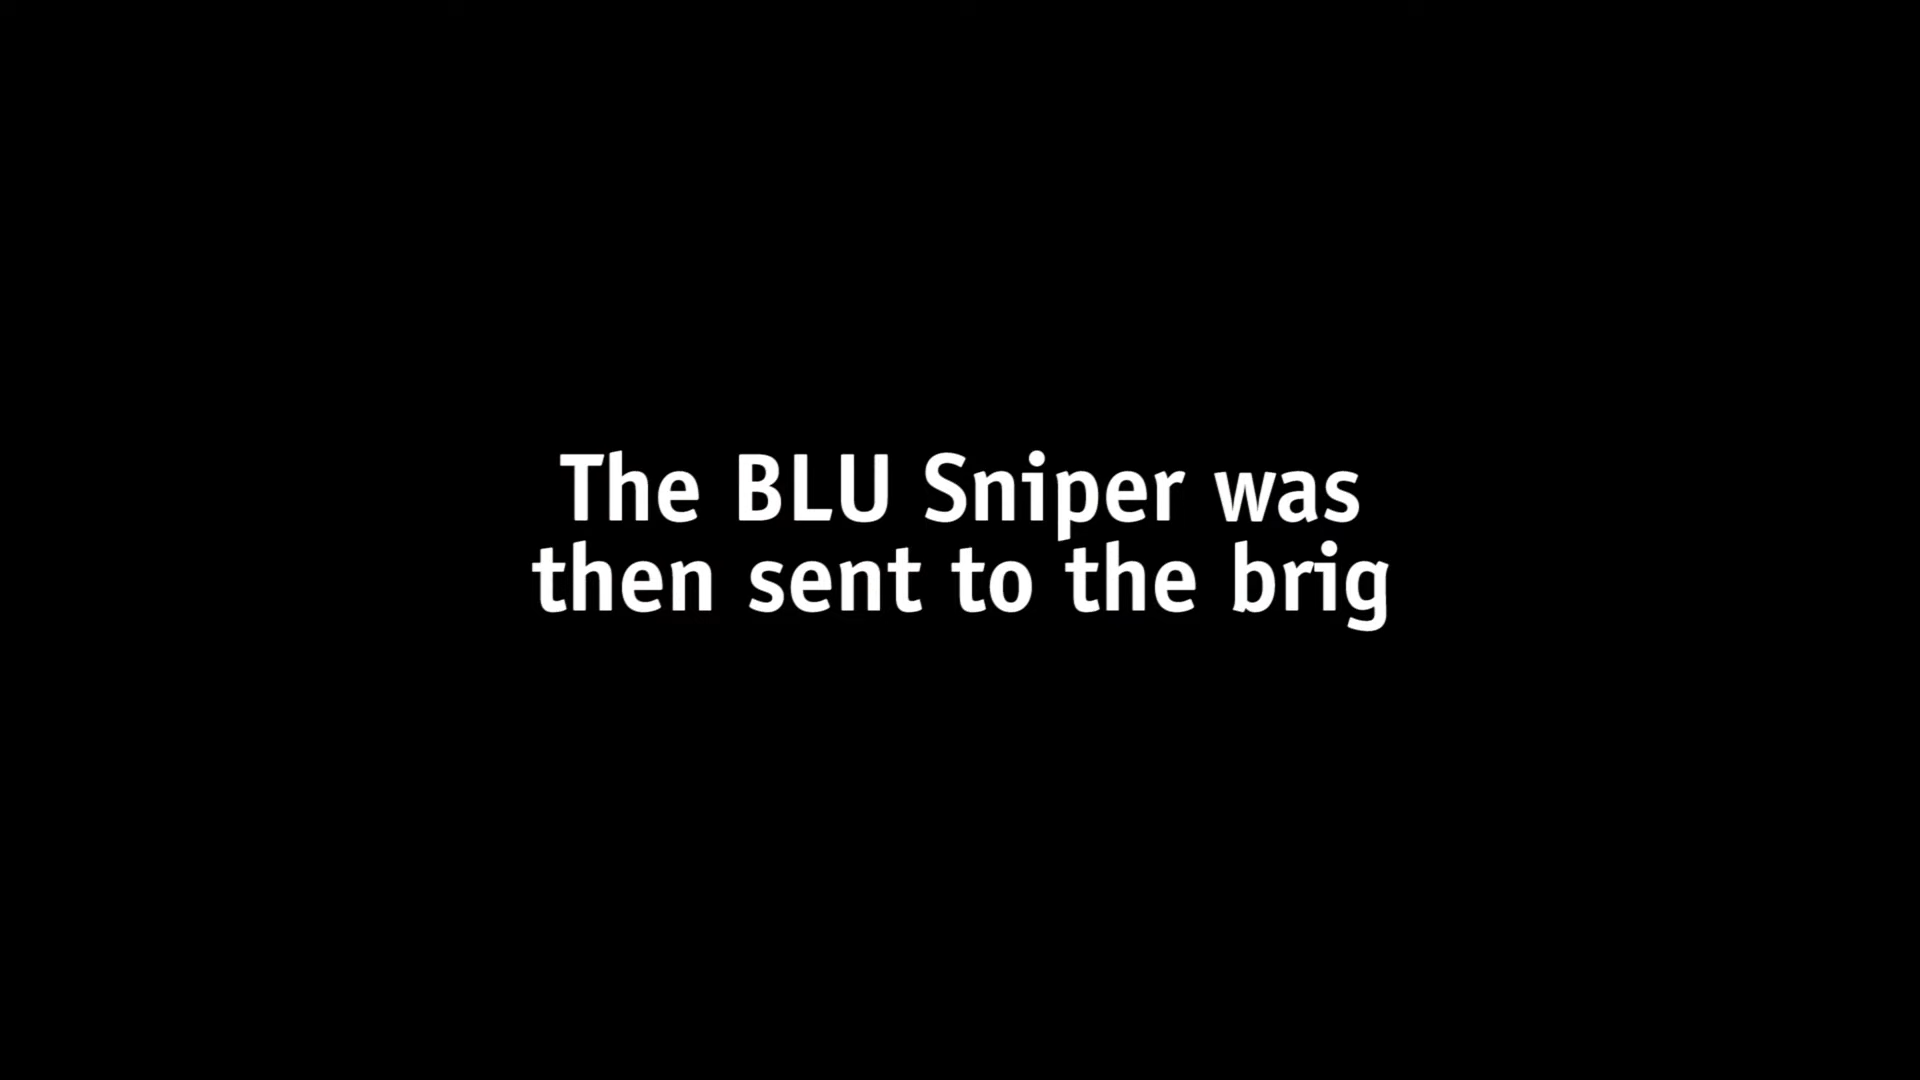 The BLU Sniper was
then sent to the brig